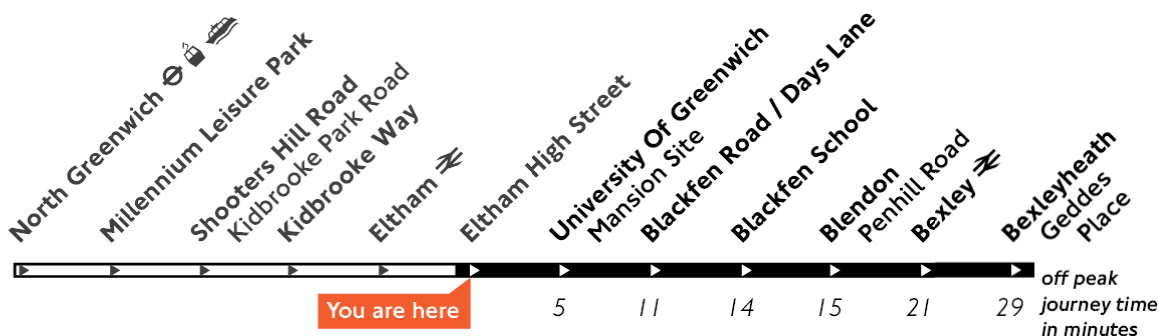 North Greenwich
Millennium Leisure Park
Shooters Hill Road
Kidbrooke Park Road
Kidbrooke Way
Eltham
Eltham High Street
University Of Greenwich
Mansion Site
Blackfen Road / Days Lane
Blackfen School
Blendon
Penhill Road
Bexley
Bexleyheath
Geddes
Place
You are here
5
11
14
15
21
29
off peak
journey time
in minutes